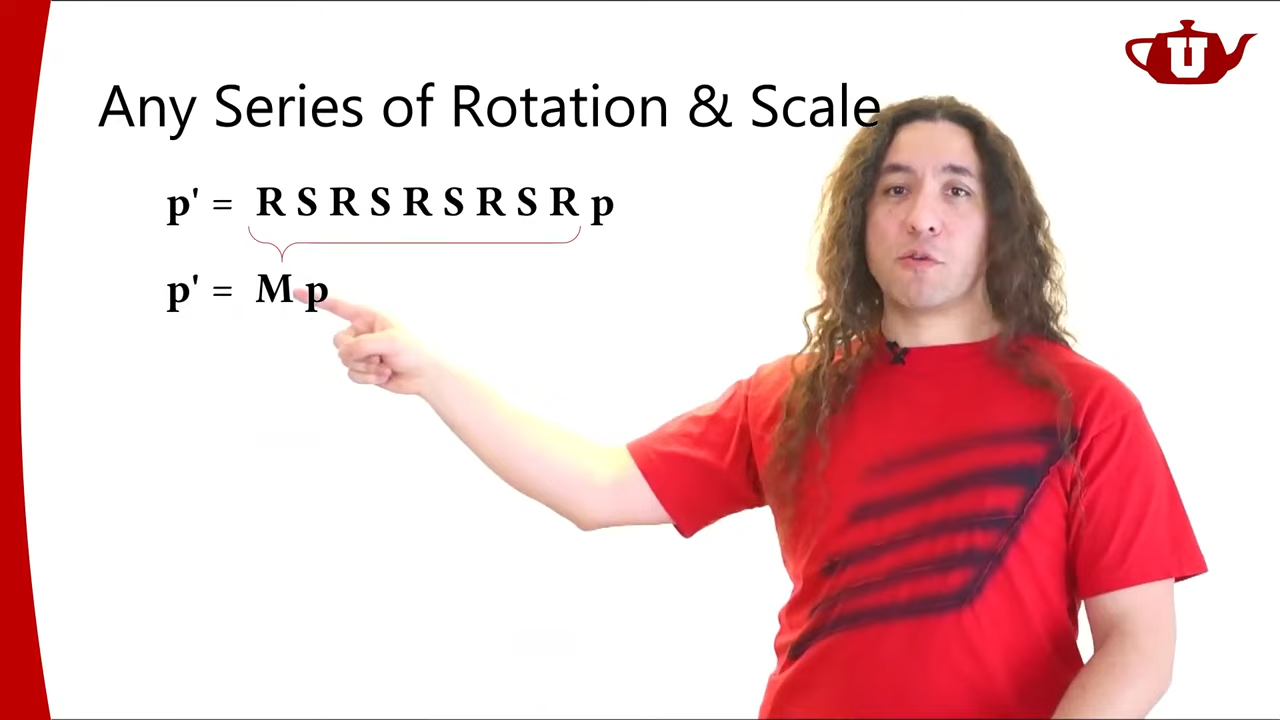 U
Any Series of Rotation & Scale
p' = R S R S R S R S R p
p' = M p